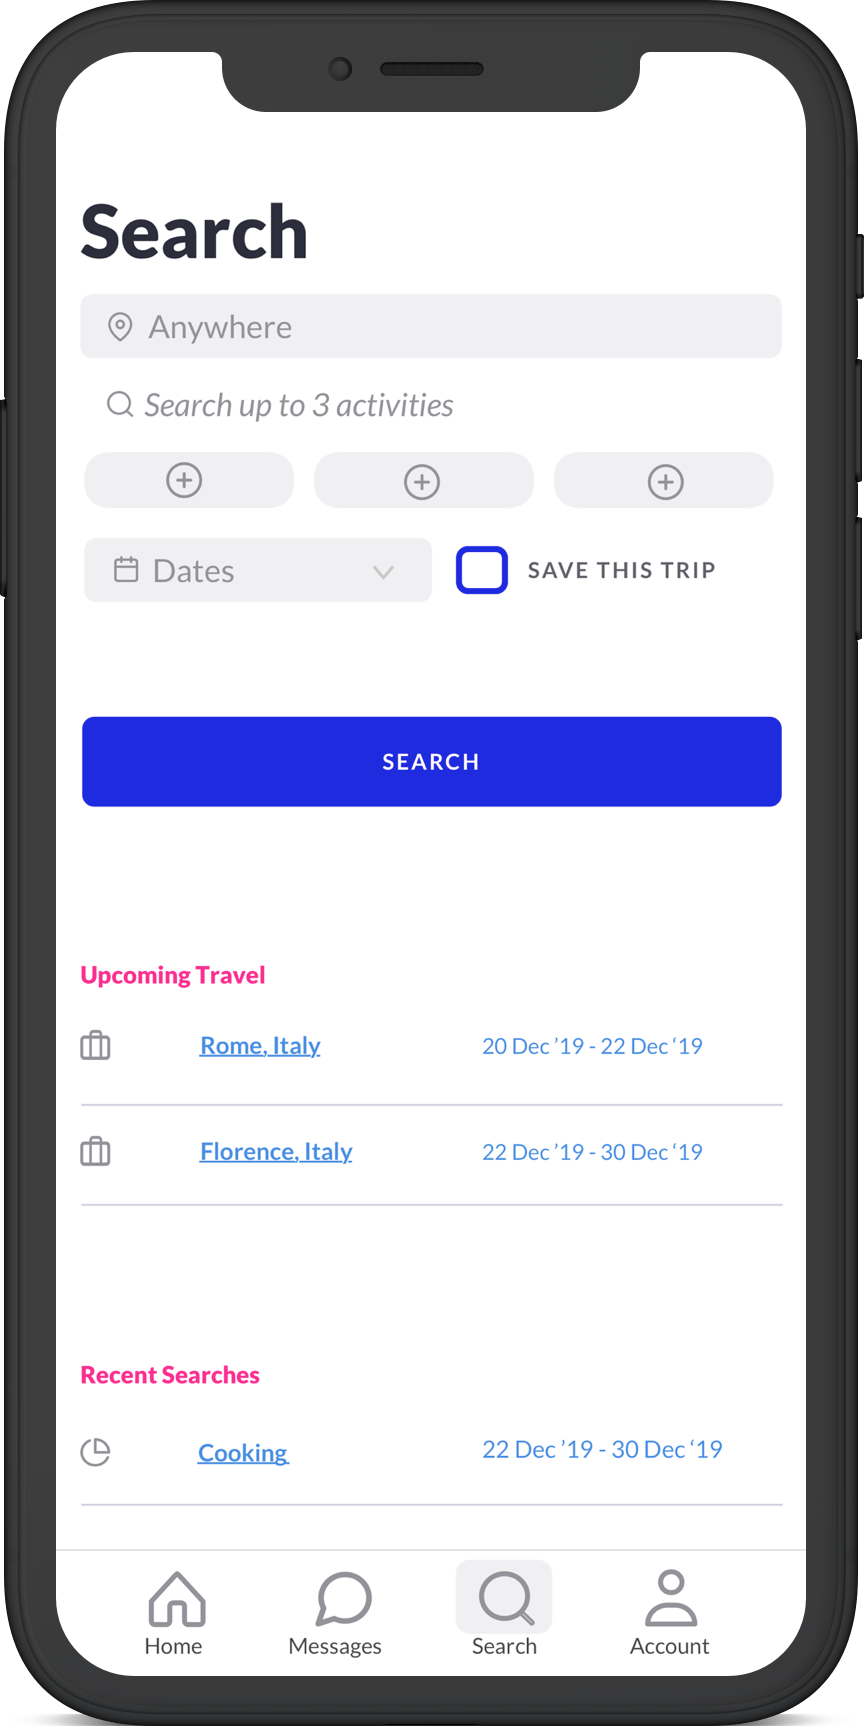 Search
Anywhere
Search up to 3 activities
Dates
SAVE THIS TRIP
SEARCH
Upcoming Travel
Rome, Italy 20 Dec ’19 - 22 Dec ‘19
Florence, Italy 22 Dec ’19 - 30 Dec ‘19
Recent Searches
Cooking 22 Dec ’19 - 30 Dec ‘19
Home Messages Search Account